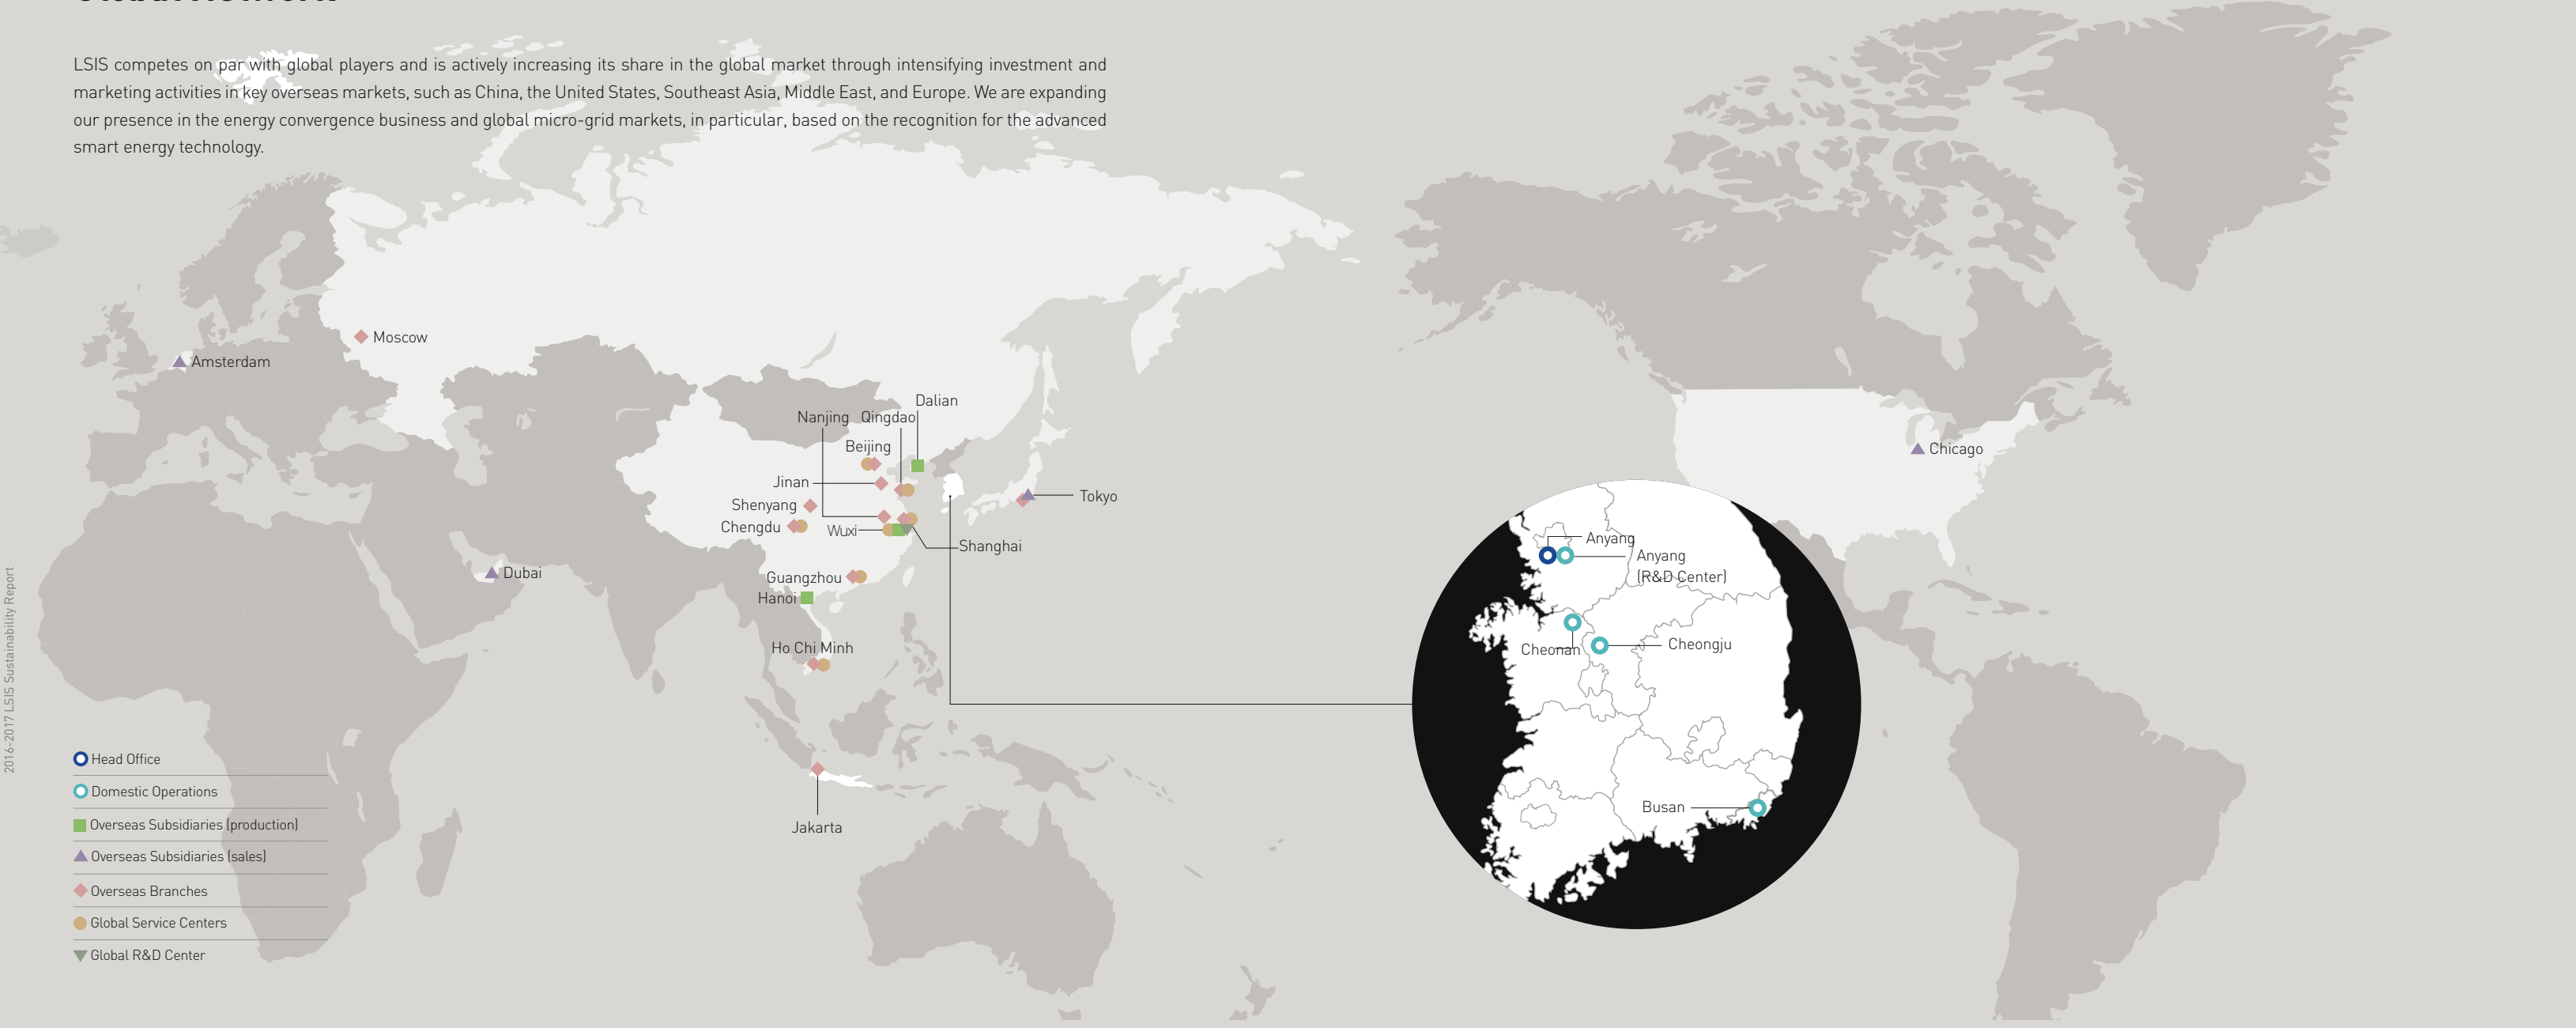 LSIS competes on par with global players and is actively increasing its share in the global market through intensifying investment and
marketing activities in key overseas markets, such as China, the United States, Southeast Asia, Middle East, and Europe. We are expanding
our presence in the energy convergence business and global micro-grid markets, in particular, based on the recognition for the advanced
smart energy technology.
Moscow
Amsterdam
Dalian
Nanjing
Qingdao
Beijing
Chicago
Jinan
Tokyo
Shenyang
Chengdu
Wuxi
Shanghai
Anyang
Anyang
(R&D Center)
Dubai
Guangzhou
Hanoi
Ho Chi Minh
Cheonan
Cheongju
Busan
Jakarta
2016-2017 LSIS Sustainability Report
Head Office
Domestic Operations
Overseas Subsidiaries (production)
Overseas Subsidiaries (sales)
Overseas Branches
Global Service Centers
Global R&D Center